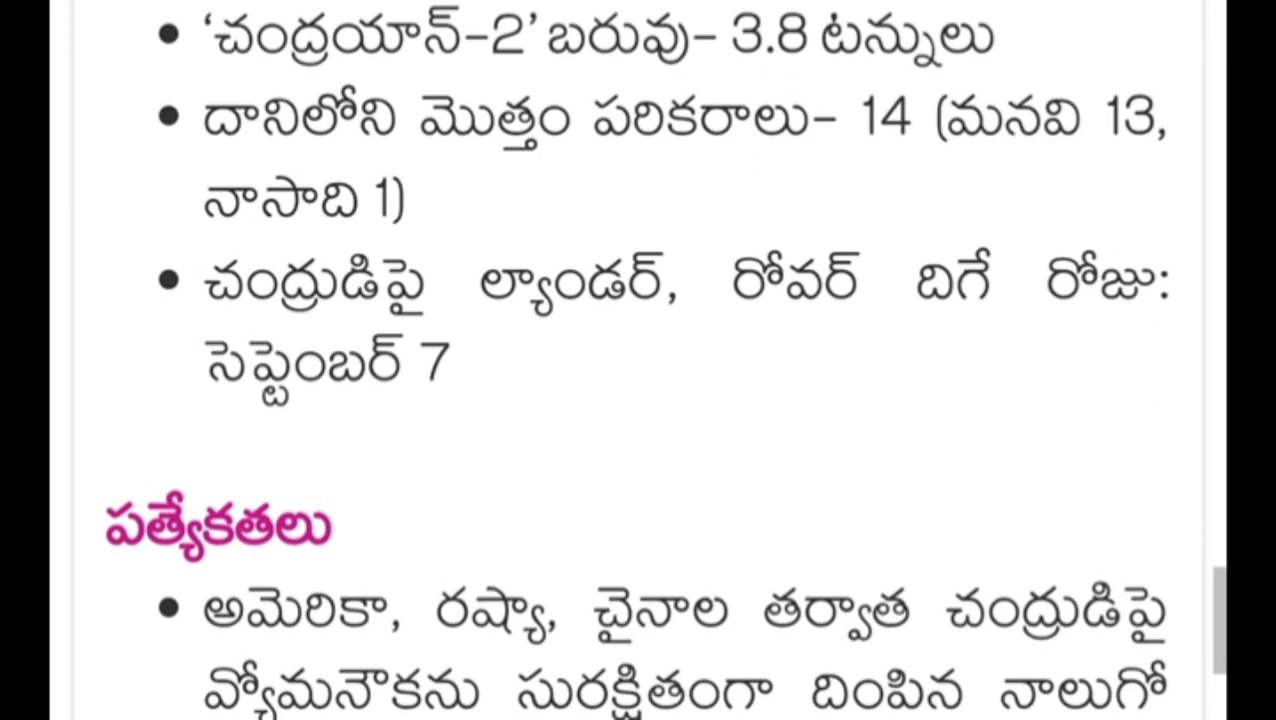 • ‘చంద్రయాన్-2’ బరువు- 3.8 టన్నులు
• దానిలోని మొత్తం పరికరాలు- 14 (మనవి 13,
నాసాది 1)
• చంద్రుడిపై ల్యాండర్, రోవర్ దిగే రోజు:
సెప్టెంబర్ 7
పత్యేకతలు
• అమెరికా, రష్యా, చైనాల తర్వాత చంద్రుడిపై
వ్యోమనౌకను సురక్షితంగా దింపిన నాలుగో